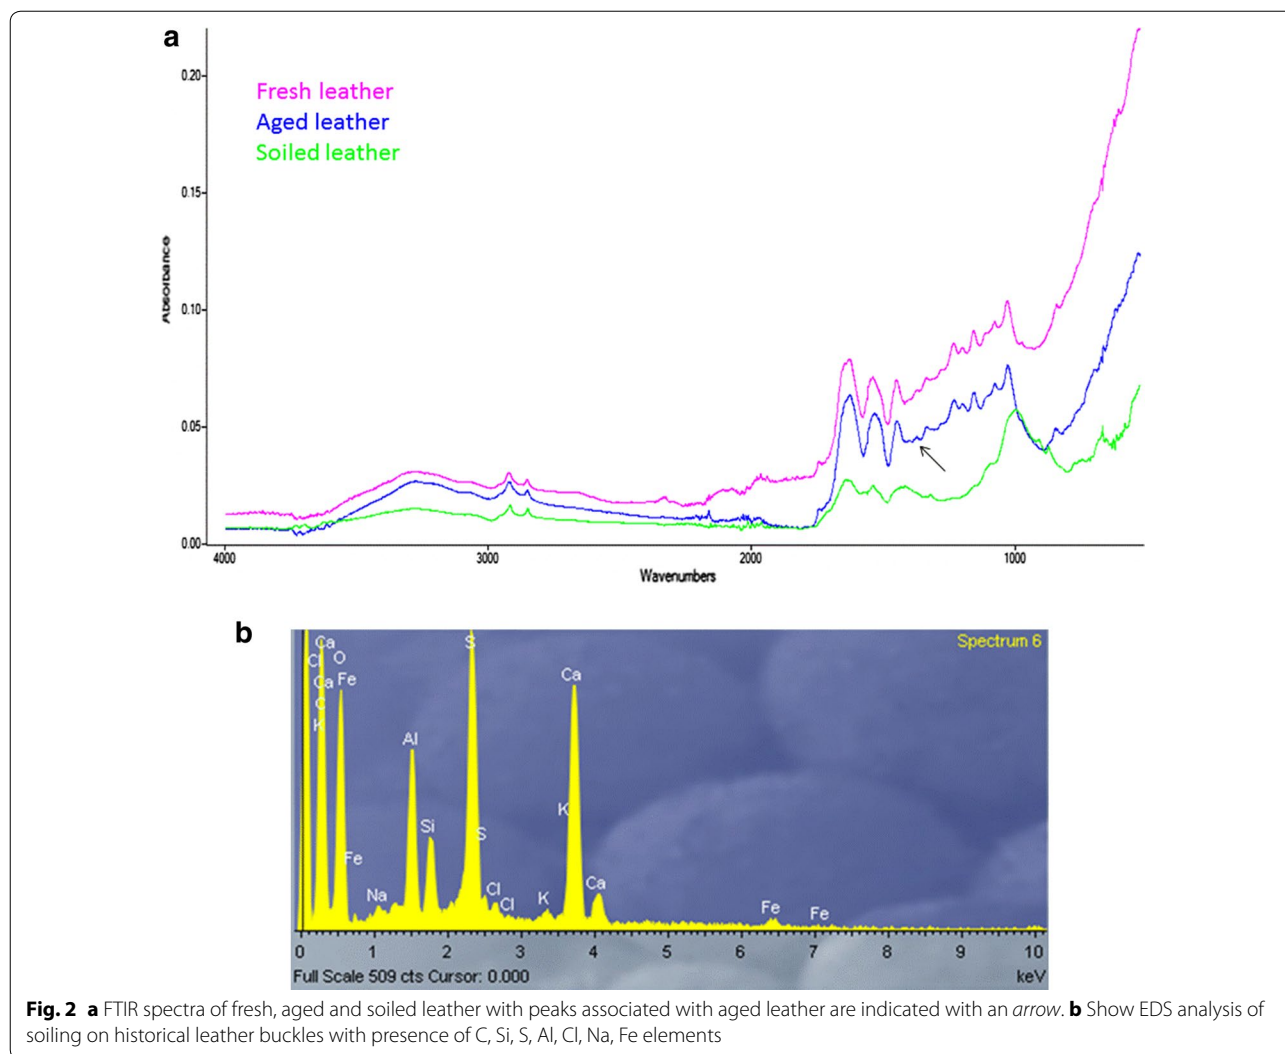 a
0.20
Fresh leather
Aged leather
Soiled leather
0.15
Absorbance
0.10
0.05
0.00
4000 3000 2000 1000
Wavenumbers
b
Spectrum 6
Ca
S
Cl O
Ca Fe
Ca
C
K
Al
K
Si
S
Fe
Na
Cl
Cl
K
Ca
Fe
Fe
0 1 2 3 4 5 6 7 8 9 10
Full Scale 509 cts Cursor: 0.000 keV
Fig. 2 a FTIR spectra of fresh, aged and soiled leather with peaks associated with aged leather are indicated with an arrow. b Show EDS analysis of
soiling on historical leather buckles with presence of C, Si, S, Al, Cl, Na, Fe elements